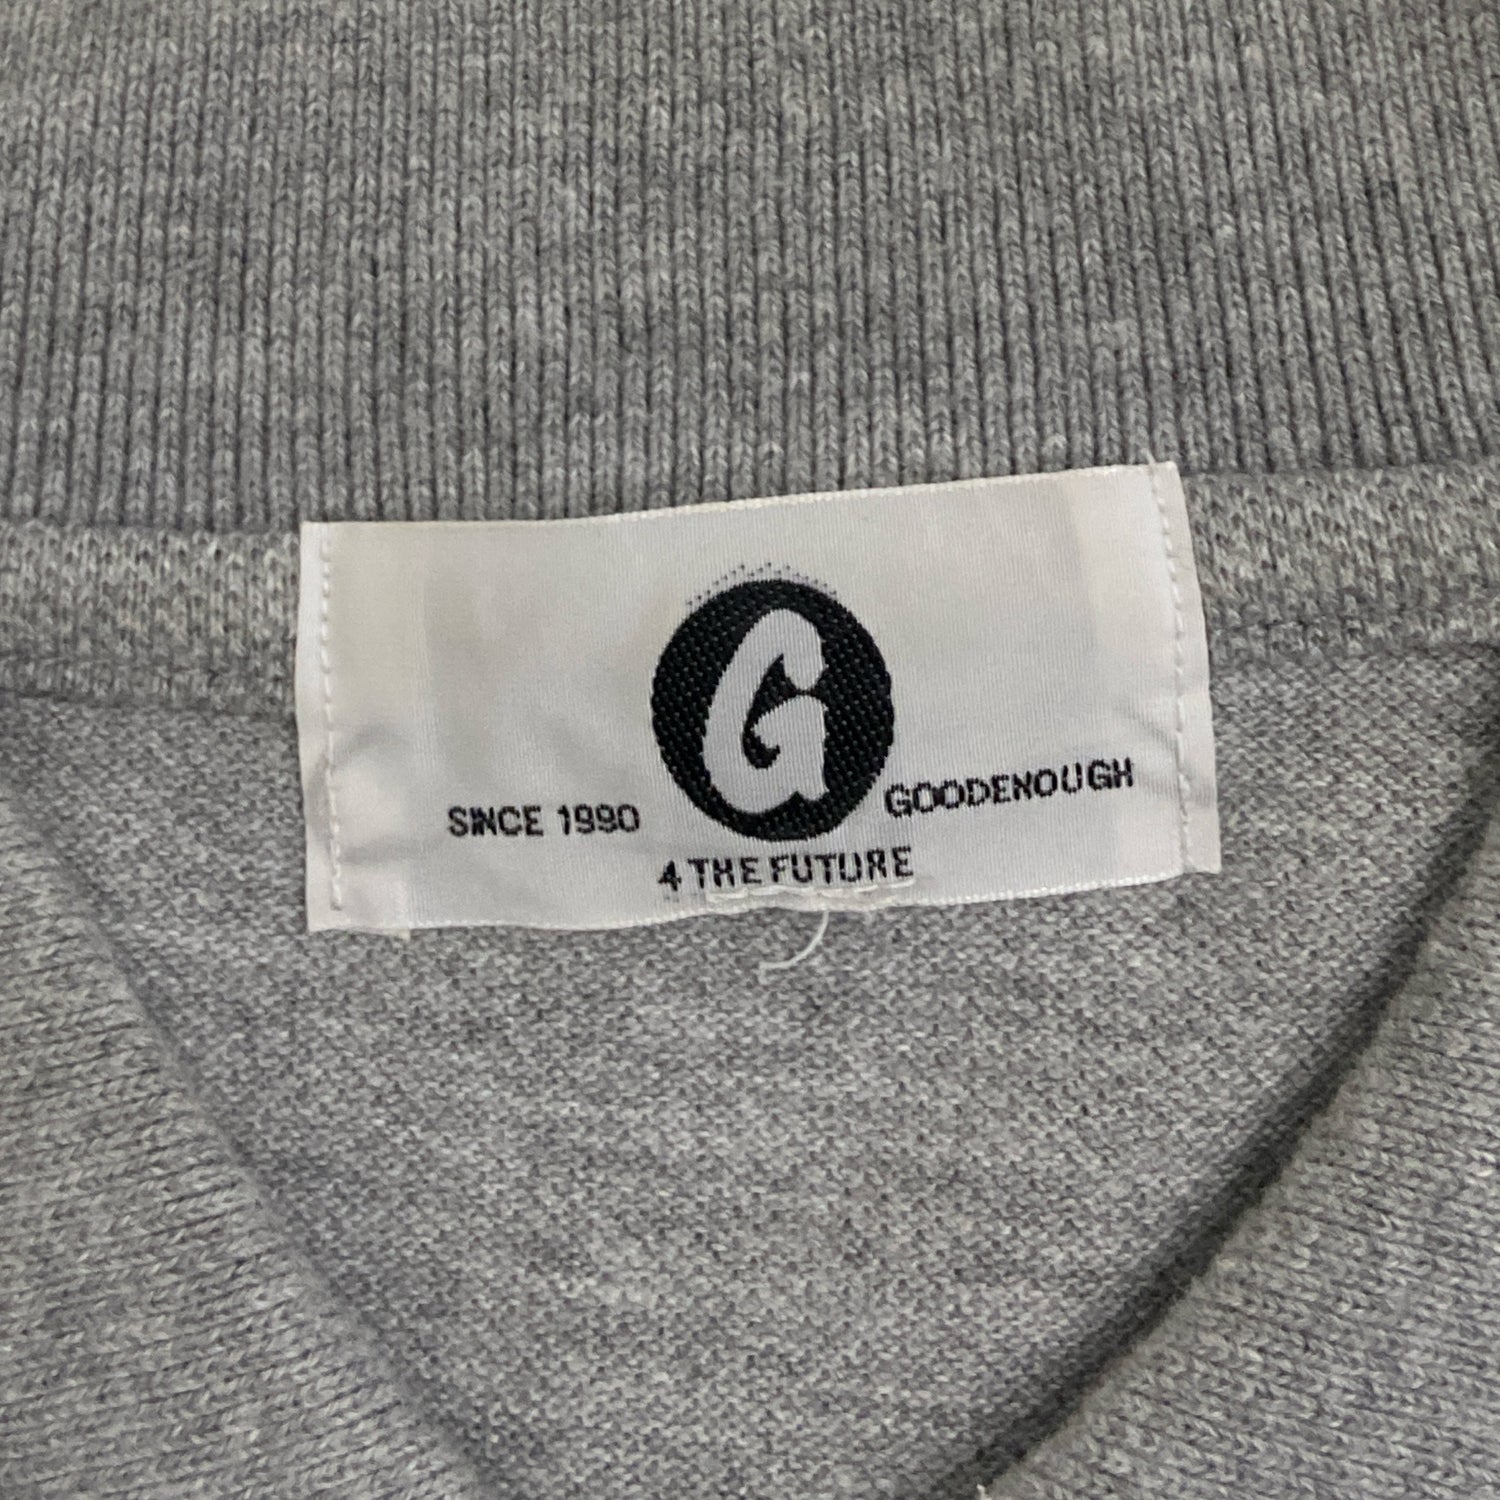 G
SINCE 1990
GOODENOUGH
4 THE FUTURE